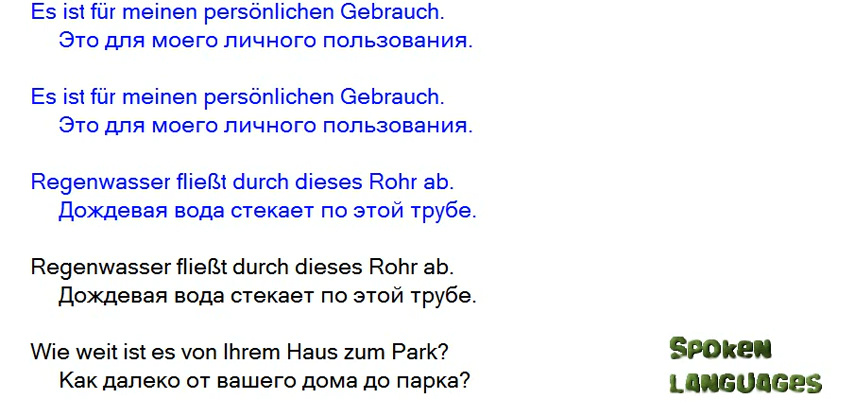 Es ist für meinen persönlichen Gebrauch.
Это для моего личного пользования.
Es ist für meinen persönlichen Gebrauch.
Это для моего личного пользования.
Regenwasser fließt durch dieses Rohr ab.
Дождевая вода стекает по этой трубе.
Regenwasser fließt durch dieses Rohr ab.
Дождевая вода стекает по этой трубе.
Wie weit ist es von Ihrem Haus zum Park?
Как далеко от вашего дома до парка?
SPOKEN
LANGUAGES